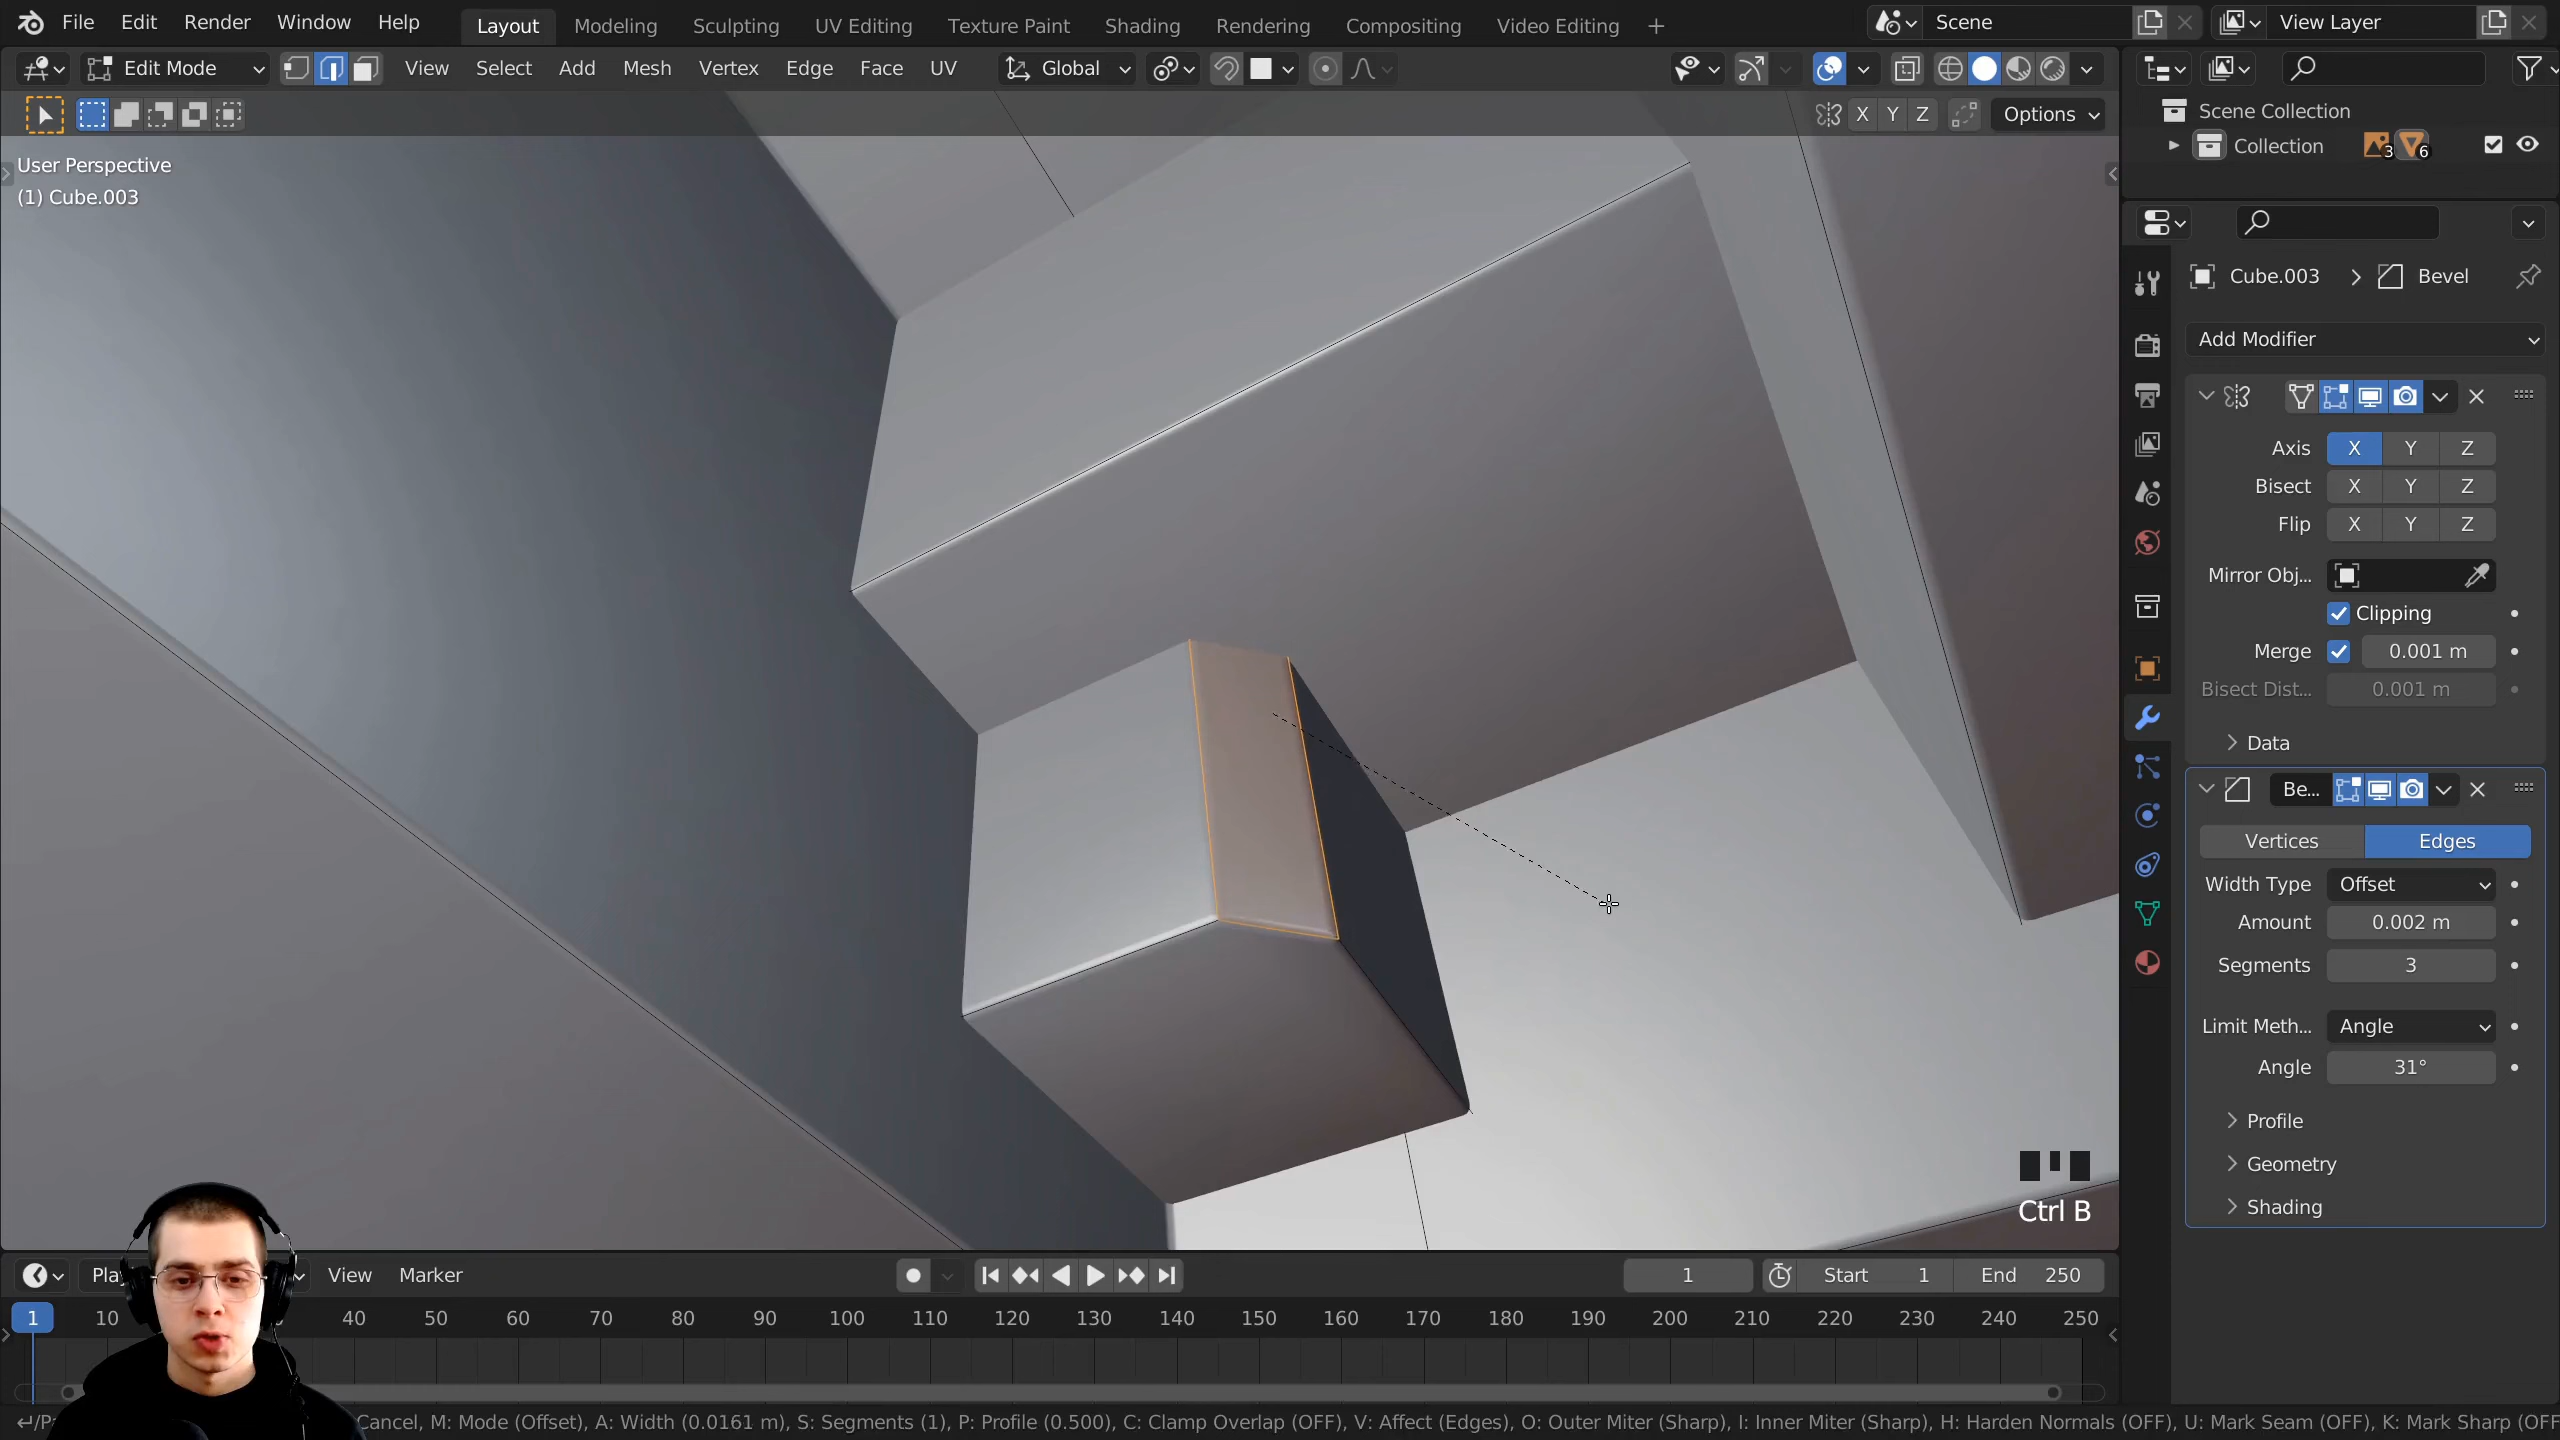 File Edit Render Window Help Layout Modeling Sculpting UV Editing Texture Paint Shading Rendering Compositing Video Editing + Scene View Layer
Edit Mode View Select Add Mesh Vertex Edge Face UV Global
X Y Z Options
User Perspective
(1) Cube.003
Ctrl B
Scene Collection
Collection 3 6
Cube.003 > Bevel
Add Modifier
Axis X Y Z
Bisect X Y Z
Flip X Y Z
Mirror Obj...
Clipping
Merge 0.001 m
Bisect Dist... 0.001 m
Data
Be...
Vertices Edges
Width Type Offset
Amount 0.002 m
Segments 3
Limit Meth... Angle
Angle 31°
Profile
Geometry
Shading
View Marker 1 Start 1 End 250
1 10 40 50 60 70 80 90 100 110 120 130 140 150 160 170 180 190 200 210 220 230 240 250
Cancel, M: Mode (Offset), A: Width (0.0161 m), S: Segments (1), P: Profile (0.500), C: Clamp Overlap (OFF), V: Affect (Edges), O: Outer Miter (Sharp), I: Inner Miter (Sharp), H: Harden Normals (OFF), U: Mark Seam (OFF), K: Mark Sharp (OFF